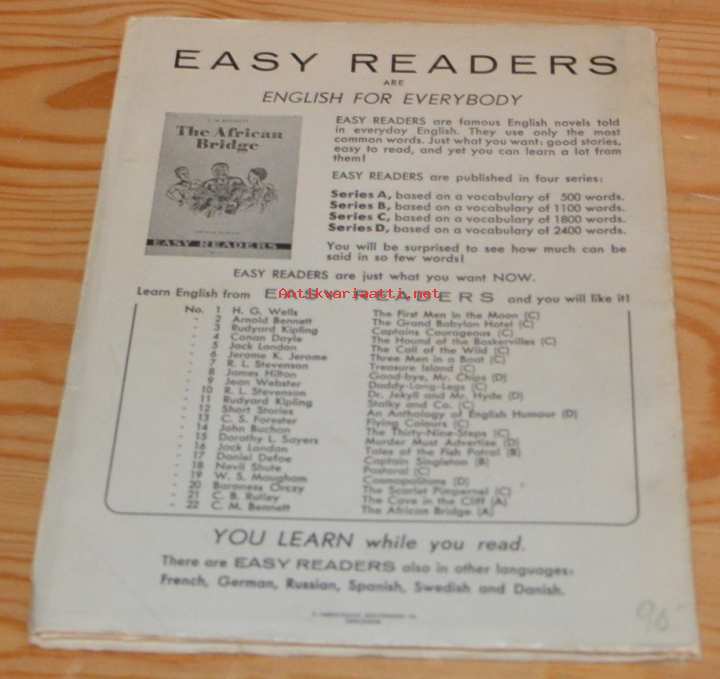 EASY READERS
ARE
ENGLISH FOR EVERYBODY
C. M. BENNETT
The African
Bridge
EASY READERS
EASY READERS are famous English novels told
in everyday English. They use only the most
common words. Just what you want: good stories,
easy to read, and yet you can learn a lot from
them!
EASY READERS are published in four series:
Series A, based on a vocabulary of 500 words.
Series B, based on a vocabulary of 1100 words.
Series C, based on a vocabulary of 1800 words.
Series D, based on a vocabulary of 2400 words.
You will be surprised to see how much can be
said in so few words!
EASY READERS are just what you want NOW.
Antikvariaatti.net
Learn English from EASY READERS and you will like it!
No. 1 H. G. Wells The First Men in the Moon (C)
- 2 Arnold Bennett The Grand Babylon Hotel (C)
- 3 Rudyard Kipling Captains Courageous (C)
- 4 Conan Doyle The Hound of the Baskervilles (C)
- 5 Jack London The Call of the Wild (C)
- 6 Jerome K. Jerome Three Men in a Boat (C)
- 7 R. L. Stevenson Treasure Island (C)
- 8 James Hilton Good-bye, Mr. Chips (D)
- 9 Jean Webster Daddy-Long-Legs (C)
- 10 R. L. Stevenson Dr. Jekyll and Mr. Hyde (D)
- 11 Rudyard Kipling Stalky and Co. (C)
- 12 Short Stories An Anthology of English Humour (D)
- 13 C. S. Forester Flying Colours (C)
- 14 John Buchan The Thirty-Nine-Steps (C)
- 15 Dorothy L. Sayers Murder Must Advertise (D)
- 16 Jack London Tales of the Fish Patrol (B)
- 17 Daniel Defoe Captain Singleton (B)
- 18 Nevil Shute Pastoral (C)
- 19 W. S. Maugham Cosmopolitans (D)
- 20 Baroness Orczy The Scarlet Pimpernel (C)
- 21 C. B. Rutley The Cave in the Cliff (A)
- 22 C. M. Bennett The African Bridge (A)
YOU LEARN while you read.
There are EASY READERS also in other languages:
French, German, Russian, Spanish, Swedish and Danish.